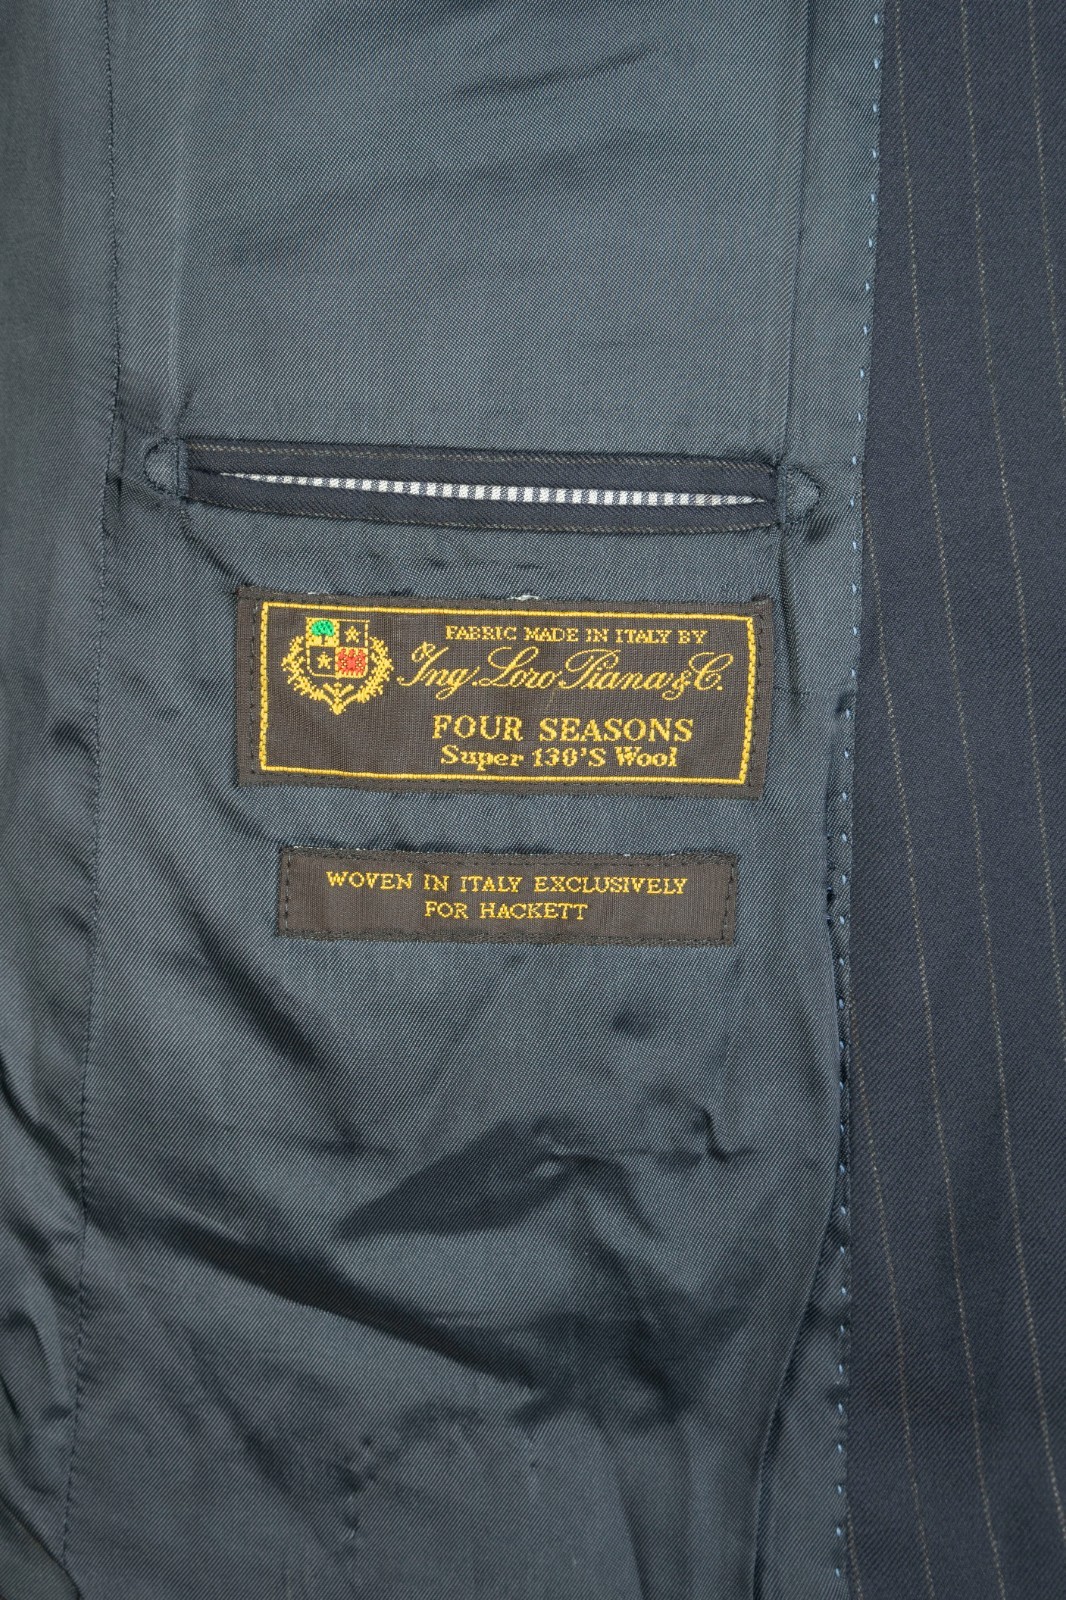 FABRIC MADE IN ITALY BY
Ing. Loro Piana & C.
FOUR SEASONS
Super 130'S Wool
WOVEN IN ITALY EXCLUSIVELY
FOR HACKETT